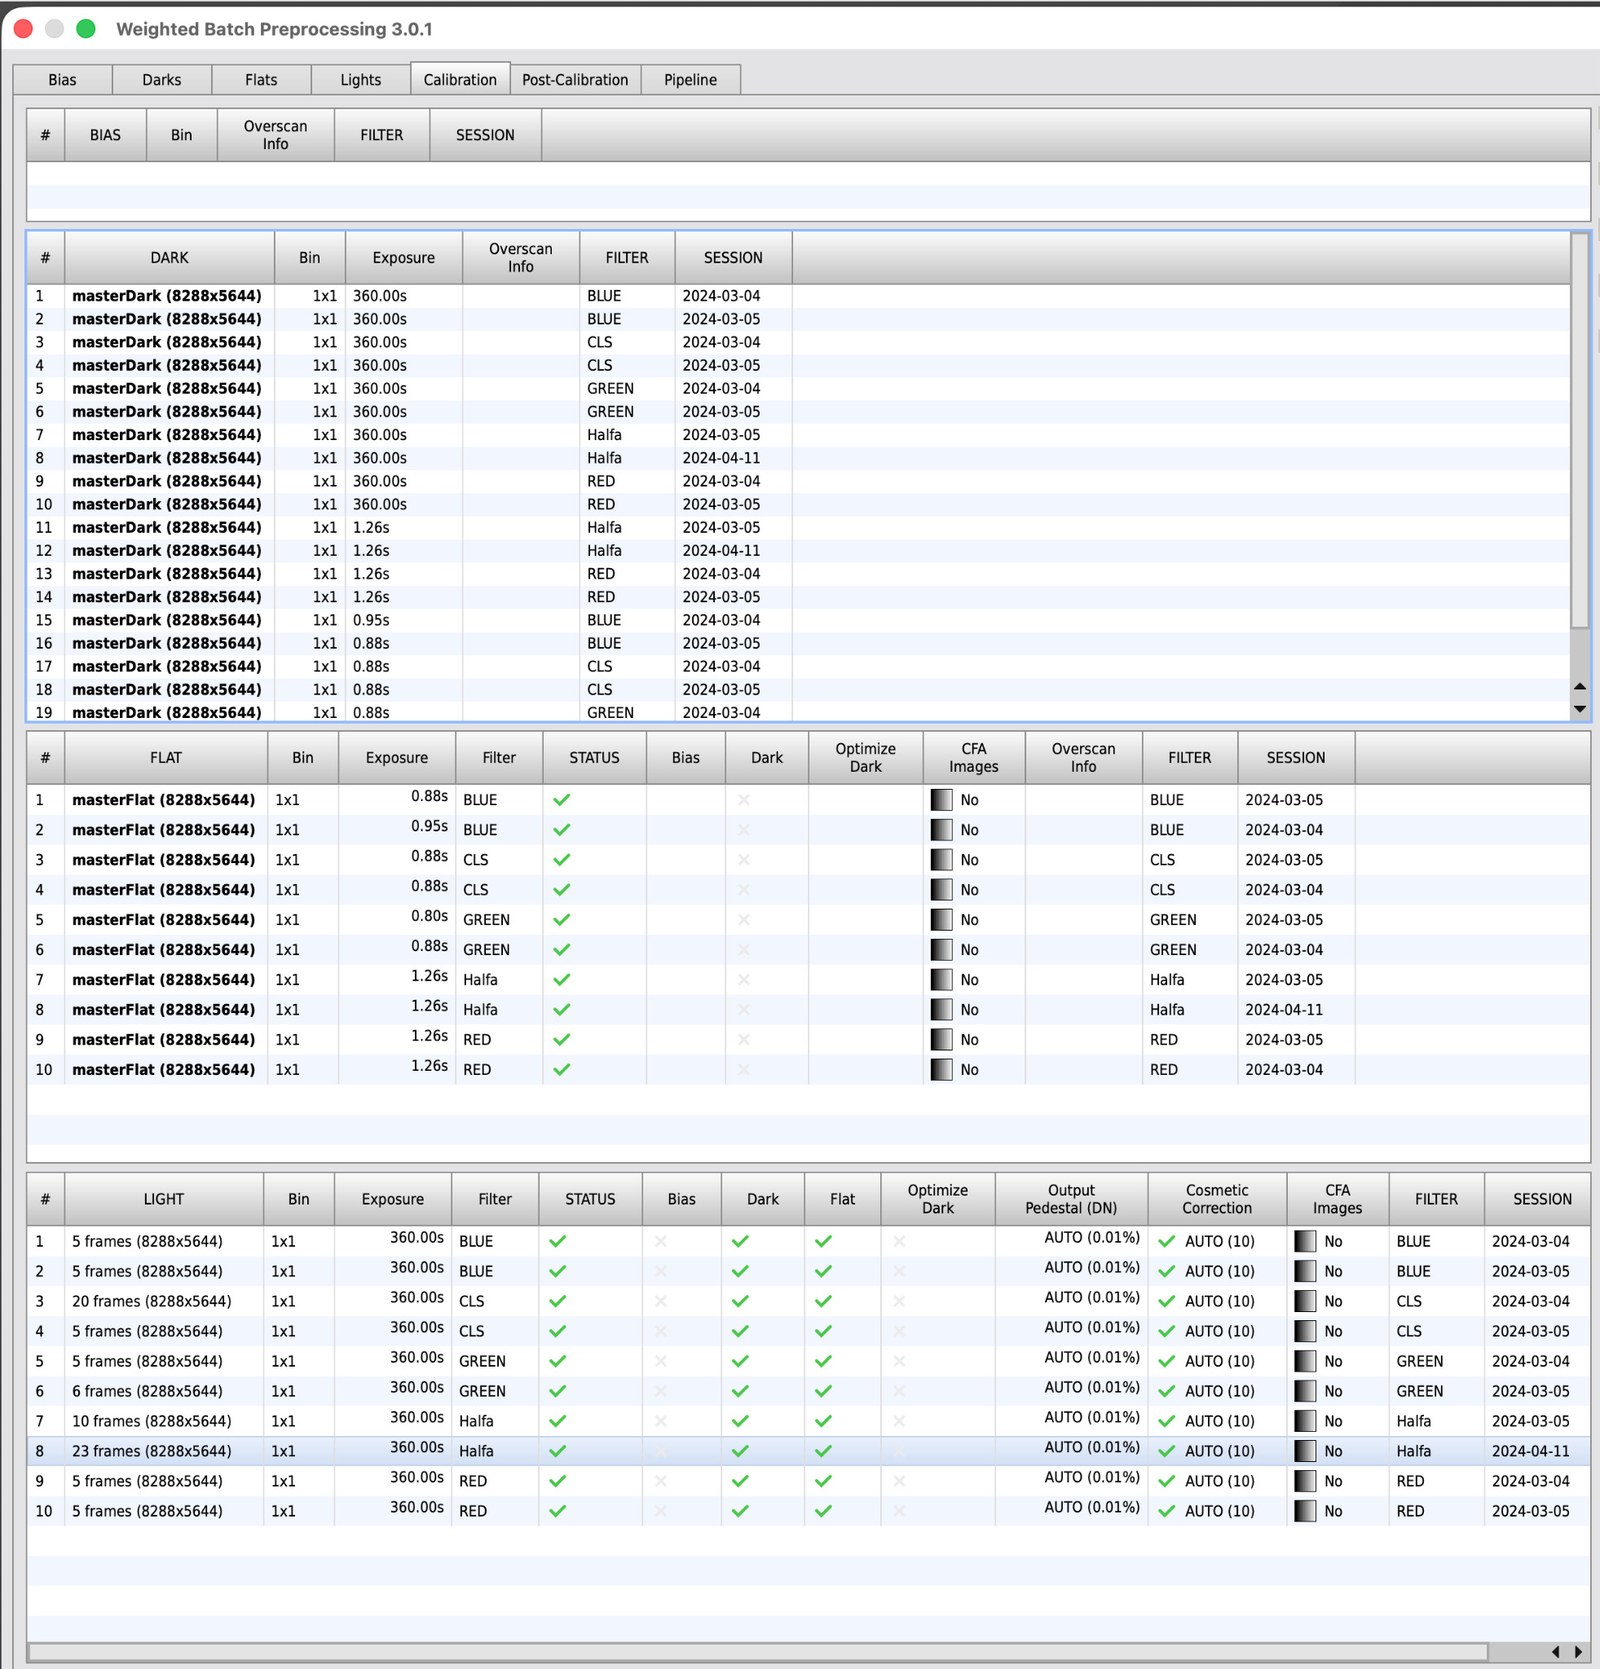 Weighted Batch Preprocessing 3.0.1
Bias Darks Flats Lights Calibration Post-Calibration Pipeline
# BIAS Bin Overscan Info FILTER SESSION
# DARK Bin Exposure Overscan Info FILTER SESSION
1 masterDark (8288x5644) 1x1 360.00s BLUE 2024-03-04
2 masterDark (8288x5644) 1x1 360.00s BLUE 2024-03-05
3 masterDark (8288x5644) 1x1 360.00s CLS 2024-03-04
4 masterDark (8288x5644) 1x1 360.00s CLS 2024-03-05
5 masterDark (8288x5644) 1x1 360.00s GREEN 2024-03-04
6 masterDark (8288x5644) 1x1 360.00s GREEN 2024-03-05
7 masterDark (8288x5644) 1x1 360.00s Halfa 2024-03-05
8 masterDark (8288x5644) 1x1 360.00s Halfa 2024-04-11
9 masterDark (8288x5644) 1x1 360.00s RED 2024-03-04
10 masterDark (8288x5644) 1x1 360.00s RED 2024-03-05
11 masterDark (8288x5644) 1x1 1.26s Halfa 2024-03-05
12 masterDark (8288x5644) 1x1 1.26s Halfa 2024-04-11
13 masterDark (8288x5644) 1x1 1.26s RED 2024-03-04
14 masterDark (8288x5644) 1x1 1.26s RED 2024-03-05
15 masterDark (8288x5644) 1x1 0.95s BLUE 2024-03-04
16 masterDark (8288x5644) 1x1 0.88s BLUE 2024-03-05
17 masterDark (8288x5644) 1x1 0.88s CLS 2024-03-04
18 masterDark (8288x5644) 1x1 0.88s CLS 2024-03-05
19 masterDark (8288x5644) 1x1 0.88s GREEN 2024-03-04
# FLAT Bin Exposure Filter STATUS Bias Dark Optimize Dark CFA Images Overscan Info FILTER SESSION
1 masterFlat (8288x5644) 1x1 0.88s BLUE No BLUE 2024-03-05
2 masterFlat (8288x5644) 1x1 0.95s BLUE No BLUE 2024-03-04
3 masterFlat (8288x5644) 1x1 0.88s CLS No CLS 2024-03-05
4 masterFlat (8288x5644) 1x1 0.88s CLS No CLS 2024-03-04
5 masterFlat (8288x5644) 1x1 0.80s GREEN No GREEN 2024-03-05
6 masterFlat (8288x5644) 1x1 0.88s GREEN No GREEN 2024-03-04
7 masterFlat (8288x5644) 1x1 1.26s Halfa No Halfa 2024-03-05
8 masterFlat (8288x5644) 1x1 1.26s Halfa No Halfa 2024-04-11
9 masterFlat (8288x5644) 1x1 1.26s RED No RED 2024-03-05
10 masterFlat (8288x5644) 1x1 1.26s RED No RED 2024-03-04
# LIGHT Bin Exposure Filter STATUS Bias Dark Flat Optimize Dark Output Pedestal (DN) Cosmetic Correction CFA Images FILTER SESSION
1 5 frames (8288x5644) 1x1 360.00s BLUE AUTO (0.01%) AUTO (10) No BLUE 2024-03-04
2 5 frames (8288x5644) 1x1 360.00s BLUE AUTO (0.01%) AUTO (10) No BLUE 2024-03-05
3 20 frames (8288x5644) 1x1 360.00s CLS AUTO (0.01%) AUTO (10) No CLS 2024-03-04
4 5 frames (8288x5644) 1x1 360.00s CLS AUTO (0.01%) AUTO (10) No CLS 2024-03-05
5 5 frames (8288x5644) 1x1 360.00s GREEN AUTO (0.01%) AUTO (10) No GREEN 2024-03-04
6 6 frames (8288x5644) 1x1 360.00s GREEN AUTO (0.01%) AUTO (10) No GREEN 2024-03-05
7 10 frames (8288x5644) 1x1 360.00s Halfa AUTO (0.01%) AUTO (10) No Halfa 2024-03-05
8 23 frames (8288x5644) 1x1 360.00s Halfa AUTO (0.01%) AUTO (10) No Halfa 2024-04-11
9 5 frames (8288x5644) 1x1 360.00s RED AUTO (0.01%) AUTO (10) No RED 2024-03-04
10 5 frames (8288x5644) 1x1 360.00s RED AUTO (0.01%) AUTO (10) No RED 2024-03-05